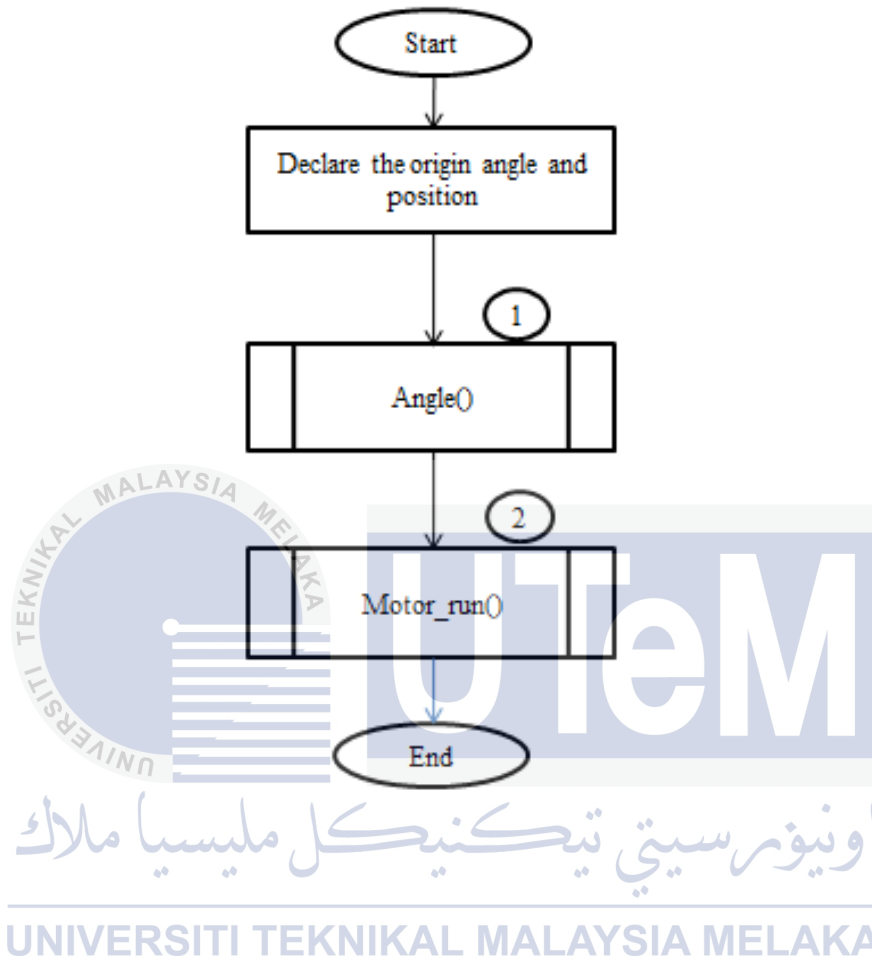 Start
Declare the origin angle and
position
1
Angle()
2
Motor_run()
End
UNIVERSITI TEKNIKAL MALAYSIA MELAKA
UTeM
اونيۏرسيتي تيكنيكل مليسيا ملاك
UNIVERSITI TEKNIKAL MALAYSIA MELAKA